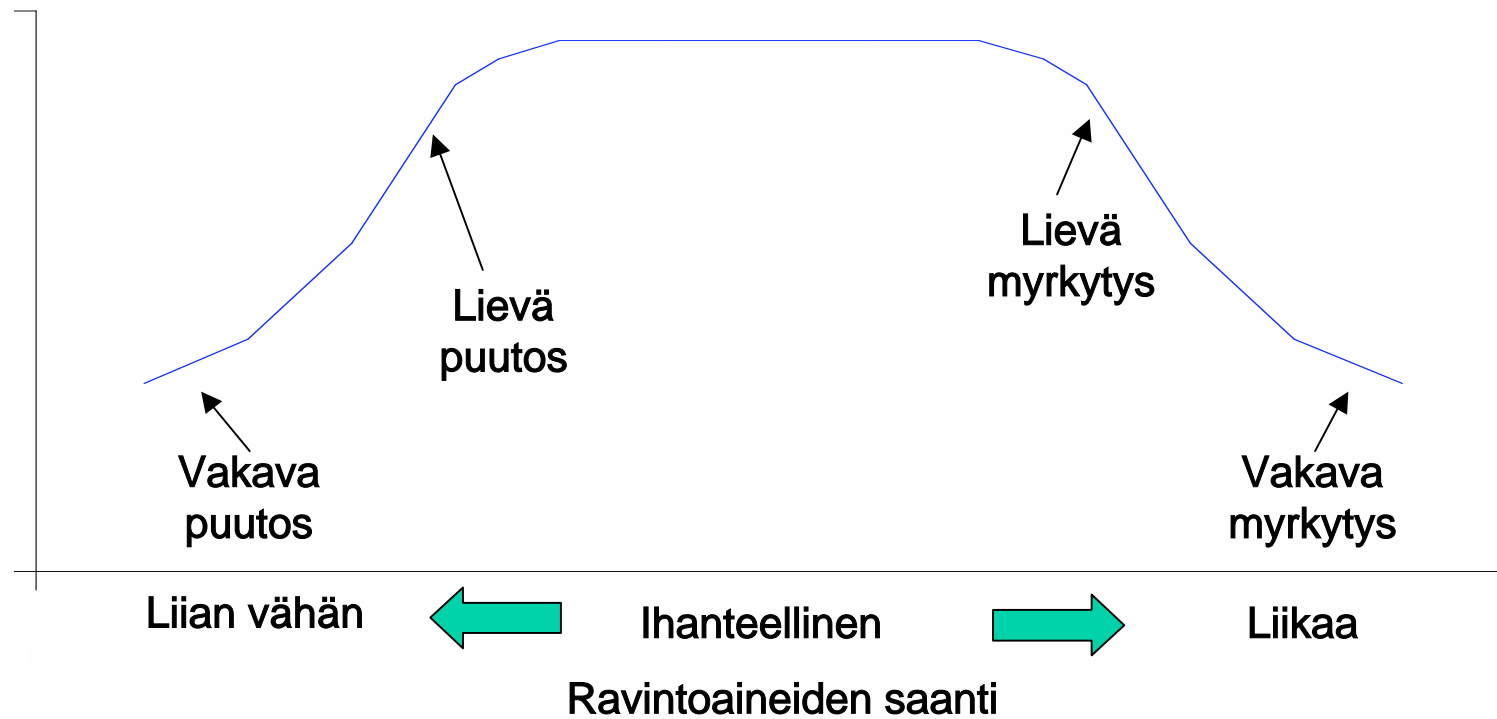 Lievä
myrkytys
Lievä
puutos
Vakava
puutos
Vakava
myrkytys
Liian vähän
Ihanteellinen
Liikaa
Ravintoaineiden saanti